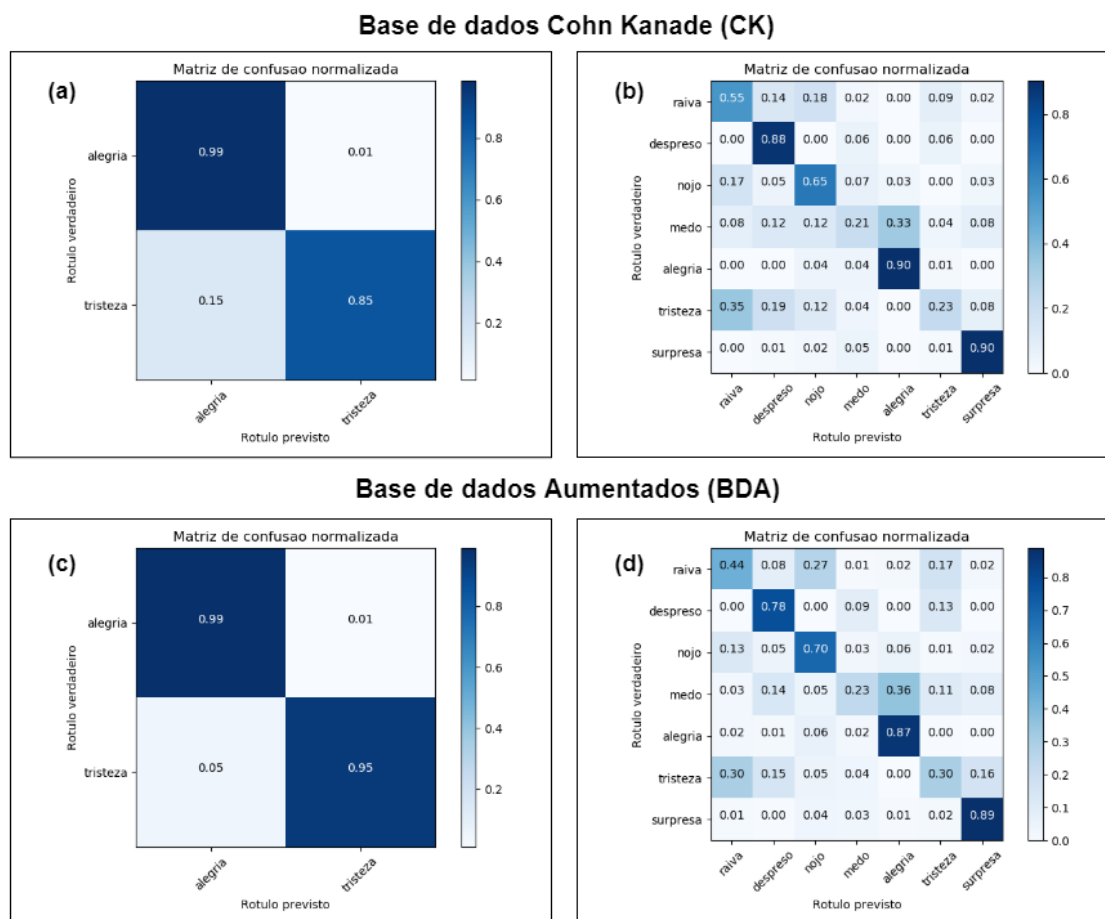 Base de dados Cohn Kanade (CK)
(a)
Matriz de confusao normalizada
Rotulo verdadeiro
alegria 0.99 0.01
tristeza 0.15 0.85
alegria tristeza
Rotulo previsto
0.8
0.6
0.4
0.2
(b)
Matriz de confusao normalizada
Rotulo verdadeiro
raiva 0.55 0.14 0.18 0.02 0.00 0.09 0.02
despreso 0.00 0.88 0.00 0.06 0.00 0.06 0.00
nojo 0.17 0.05 0.65 0.07 0.03 0.00 0.03
medo 0.08 0.12 0.12 0.21 0.33 0.04 0.08
alegria 0.00 0.00 0.04 0.04 0.90 0.01 0.00
tristeza 0.35 0.19 0.12 0.04 0.00 0.23 0.08
surpresa 0.00 0.01 0.02 0.05 0.00 0.01 0.90
raiva despreso nojo medo alegria tristeza surpresa
Rotulo previsto
0.8
0.6
0.4
0.2
0.0
Base de dados Aumentados (BDA)
(c)
Matriz de confusao normalizada
Rotulo verdadeiro
alegria 0.99 0.01
tristeza 0.05 0.95
alegria tristeza
Rotulo previsto
0.8
0.6
0.4
0.2
(d)
Matriz de confusao normalizada
Rotulo verdadeiro
raiva 0.44 0.08 0.27 0.01 0.02 0.17 0.02
despreso 0.00 0.78 0.00 0.09 0.00 0.13 0.00
nojo 0.13 0.05 0.70 0.03 0.06 0.01 0.02
medo 0.03 0.14 0.05 0.23 0.36 0.11 0.08
alegria 0.02 0.01 0.06 0.02 0.87 0.00 0.00
tristeza 0.30 0.15 0.05 0.04 0.00 0.30 0.16
surpresa 0.01 0.00 0.04 0.03 0.01 0.02 0.89
raiva despreso nojo medo alegria tristeza surpresa
Rotulo previsto
0.8
0.7
0.6
0.5
0.4
0.3
0.2
0.1
0.0